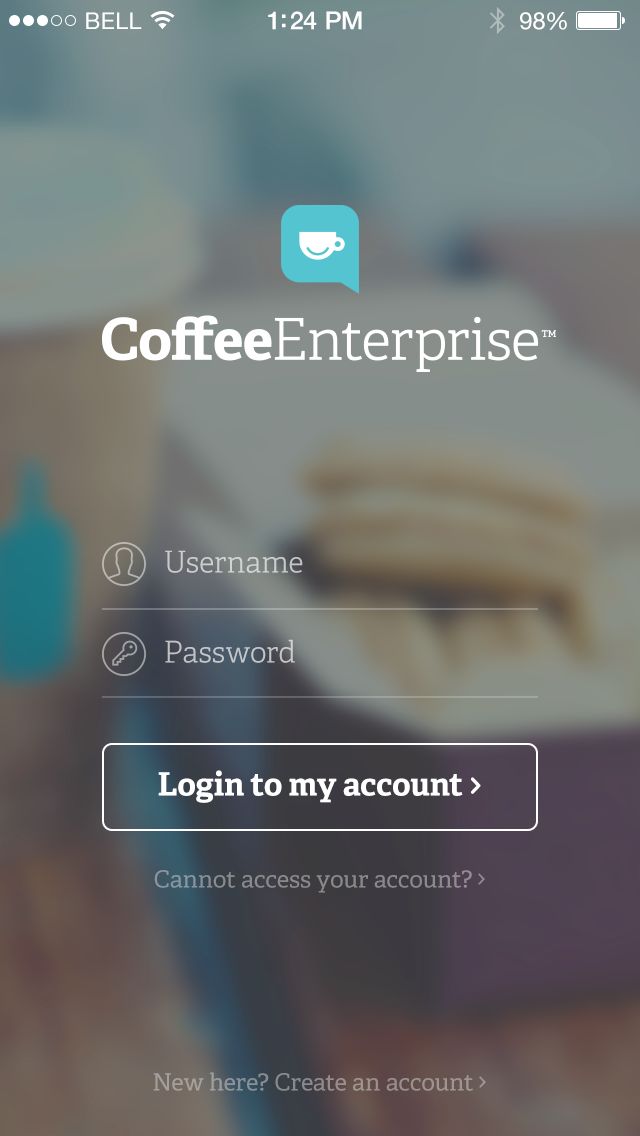 BELL 1:24 PM 98%
CoffeeEnterprise™
Username
Password
Login to my account >
Cannot access your account? >
New here? Create an account >